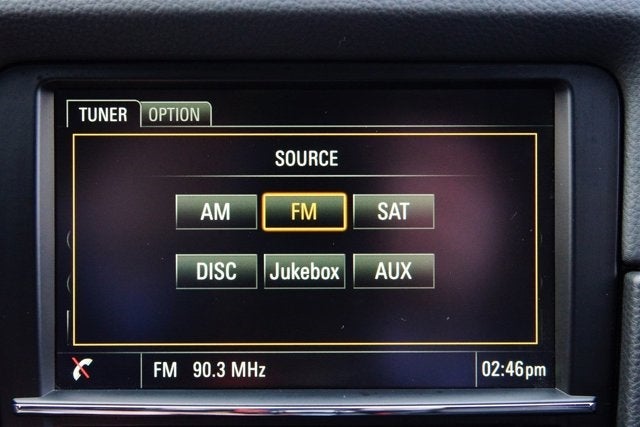 TUNER OPTION
SOURCE
AM FM SAT
DISC Jukebox AUX
FM 90.3 MHz 02:46pm